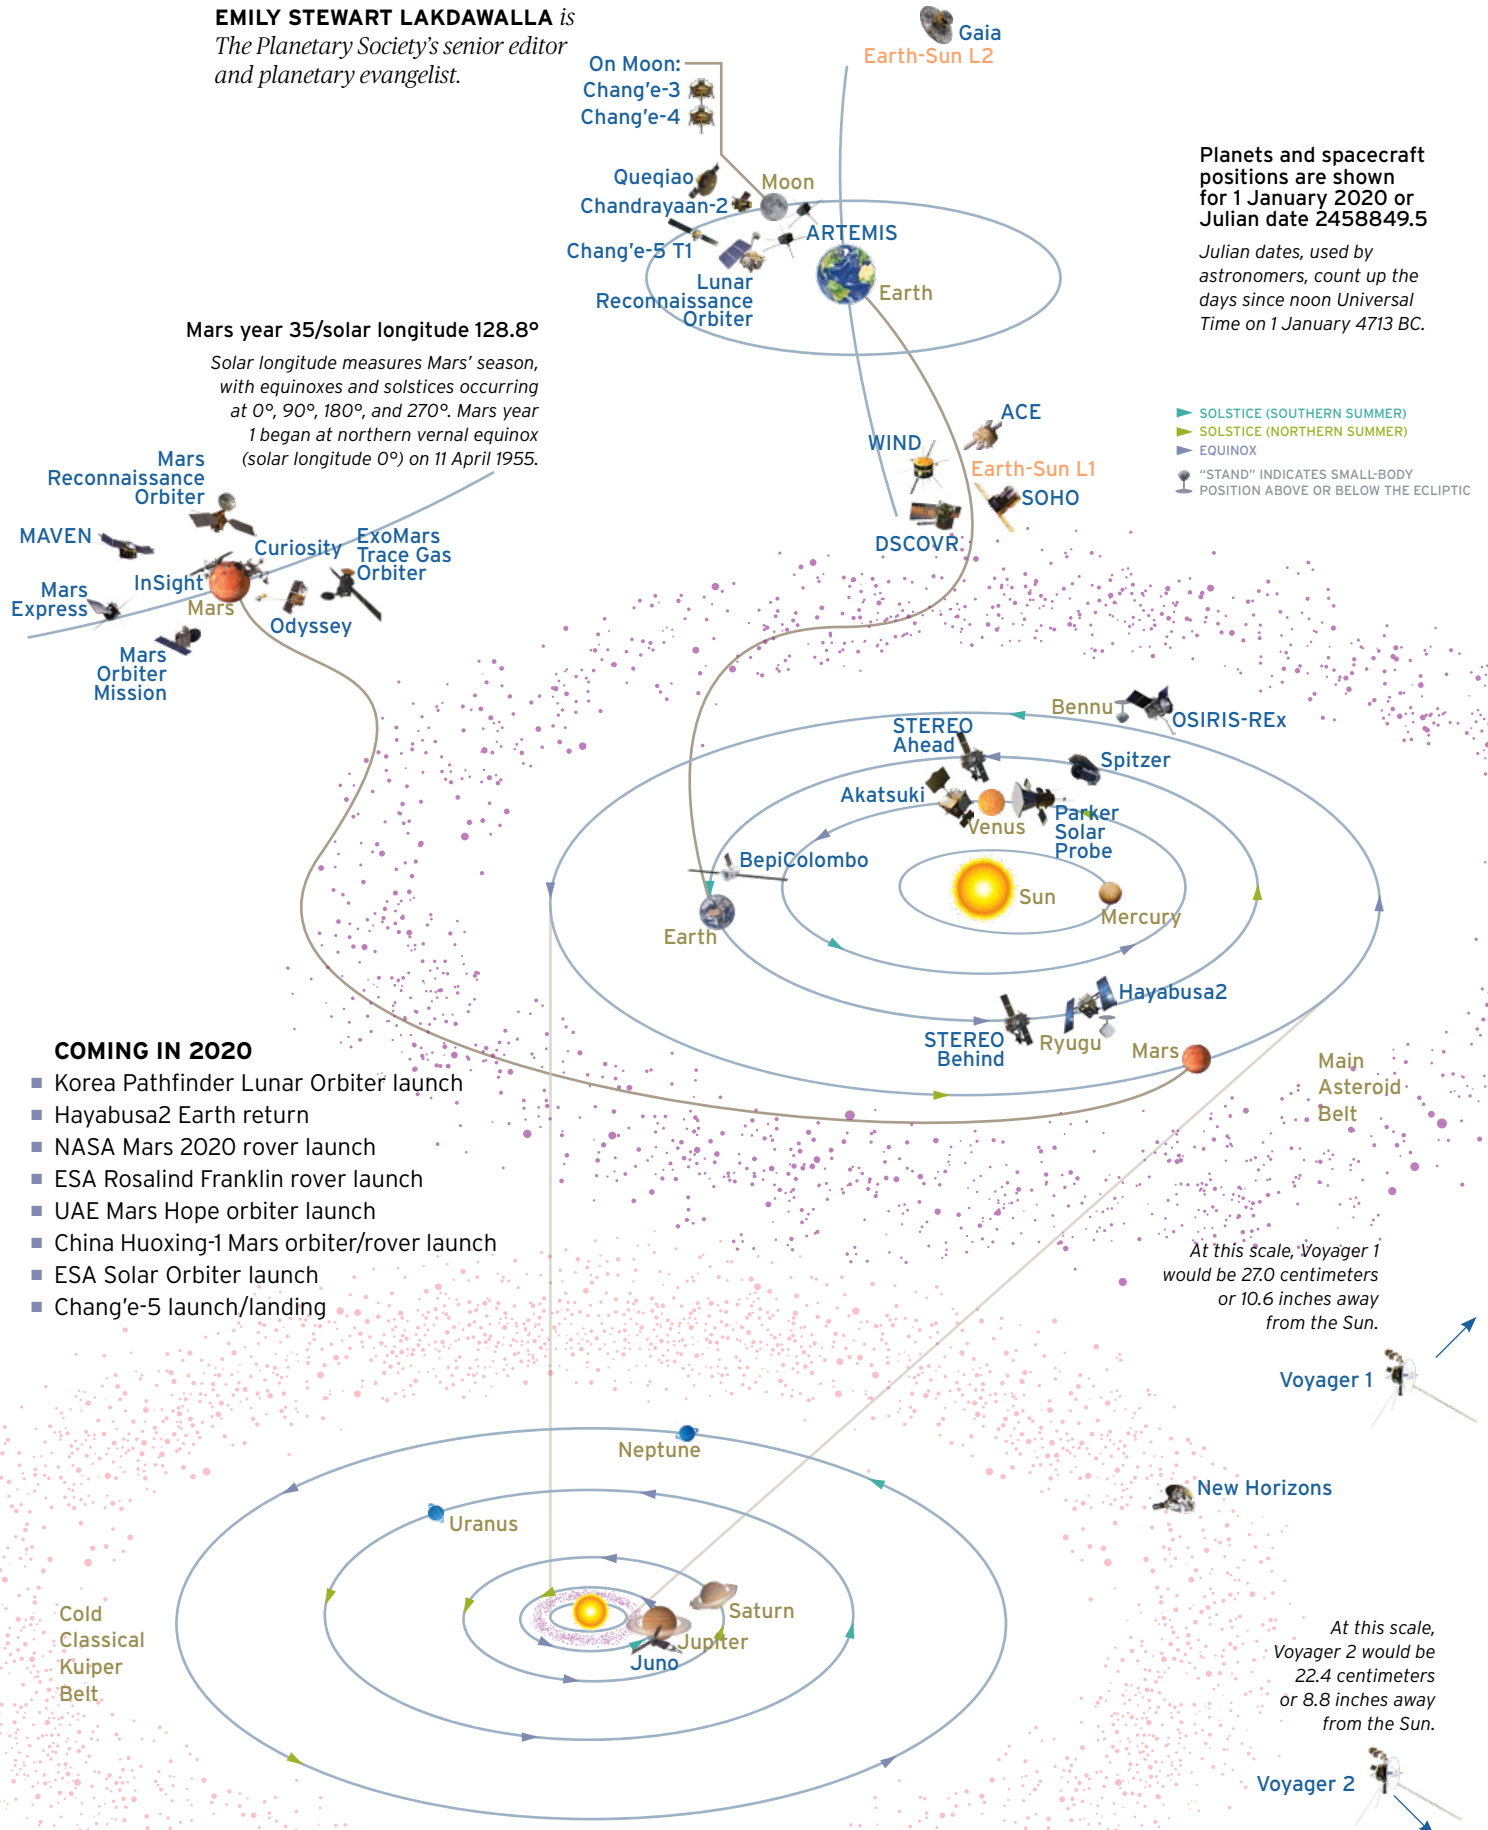 EMILY STEWART LAKDAWALLA is
The Planetary Society's senior editor
and planetary evangelist.
Gaia
Earth-Sun L2
On Moon:
Chang'e-3
Chang'e-4
Queqiao
Moon
Chandrayaan-2
ARTEMIS
Chang'e-5 T1
Lunar
Reconnaissance
Orbiter
Earth
Planets and spacecraft
positions are shown
for 1 January 2020 or
Julian date 2458849.5
Julian dates, used by
astronomers, count up the
days since noon Universal
Time on 1 January 4713 BC.
Mars year 35/solar longitude 128.8°
Solar longitude measures Mars' season,
with equinoxes and solstices occurring
at 0°, 90°, 180°, and 270°. Mars year
1 began at northern vernal equinox
(solar longitude 0°) on 11 April 1955.
SOLSTICE (SOUTHERN SUMMER)
SOLSTICE (NORTHERN SUMMER)
EQUINOX
"STAND" INDICATES SMALL-BODY
POSITION ABOVE OR BELOW THE ECLIPTIC
ACE
WIND
Earth-Sun L1
SOHO
DSCOVR
Mars
Reconnaissance
Orbiter
MAVEN
Curiosity
ExoMars
Trace Gas
Orbiter
InSight
Mars
Express
Mars
Odyssey
Mars
Orbiter
Mission
Bennu
OSIRIS-REx
STEREO
Ahead
Spitzer
Akatsuki
Venus
Parker
Solar
Probe
BepiColombo
Sun
Mercury
Earth
Hayabusa2
STEREO
Behind
Ryugu
Mars
Main
Asteroid
Belt
COMING IN 2020
Korea Pathfinder Lunar Orbiter launch
Hayabusa2 Earth return
NASA Mars 2020 rover launch
ESA Rosalind Franklin rover launch
UAE Mars Hope orbiter launch
China Huoxing-1 Mars orbiter/rover launch
ESA Solar Orbiter launch
Chang'e-5 launch/landing
At this scale, Voyager 1
would be 27.0 centimeters
or 10.6 inches away
from the Sun.
Voyager 1
Neptune
New Horizons
Uranus
Saturn
Jupiter
Juno
Cold
Classical
Kuiper
Belt
At this scale,
Voyager 2 would be
22.4 centimeters
or 8.8 inches away
from the Sun.
Voyager 2